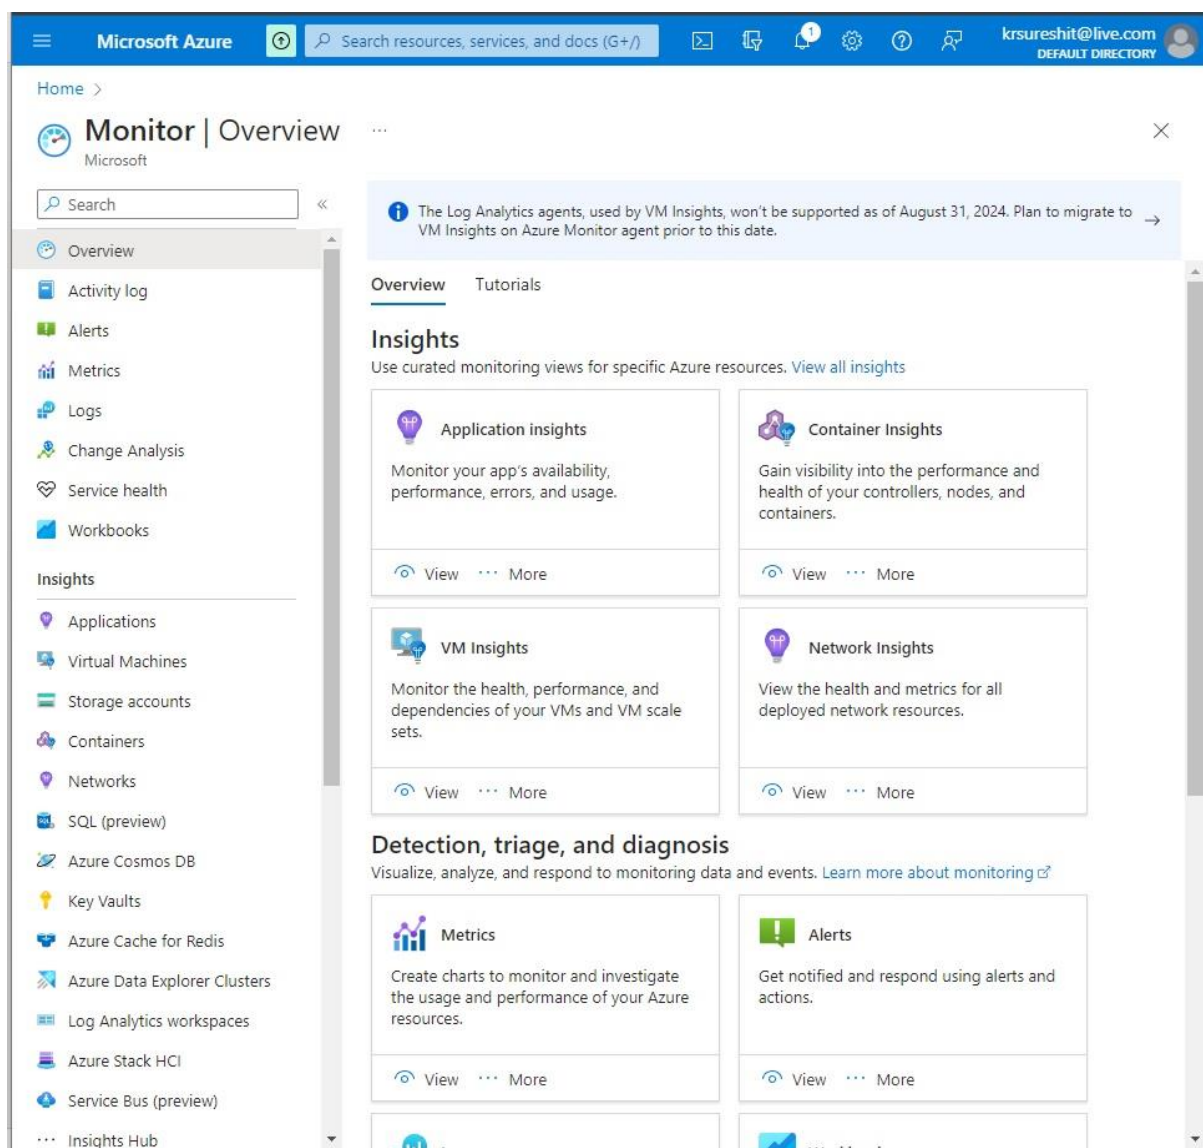 Microsoft Azure
Search resources, services, and docs (G+/)
1
krsureshit@live.com
DEFAULT DIRECTORY
Home >
Monitor | Overview ...
Microsoft
Search
«
Overview
Activity log
Alerts
Metrics
Logs
Change Analysis
Service health
Workbooks
Insights
Applications
Virtual Machines
Storage accounts
Containers
Networks
SQL (preview)
Azure Cosmos DB
Key Vaults
Azure Cache for Redis
Azure Data Explorer Clusters
Log Analytics workspaces
Azure Stack HCI
Service Bus (preview)
Insights Hub
The Log Analytics agents, used by VM Insights, won't be supported as of August 31, 2024. Plan to migrate to
VM Insights on Azure Monitor agent prior to this date.
Overview Tutorials
Insights
Use curated monitoring views for specific Azure resources. View all insights
Application insights
Monitor your app's availability,
performance, errors, and usage.
View ... More
Container Insights
Gain visibility into the performance and
health of your controllers, nodes, and
containers.
View ... More
VM Insights
Monitor the health, performance, and
dependencies of your VMs and VM scale
sets.
View ... More
Network Insights
View the health and metrics for all
deployed network resources.
View ... More
Detection, triage, and diagnosis
Visualize, analyze, and respond to monitoring data and events. Learn more about monitoring
Metrics
Create charts to monitor and investigate
the usage and performance of your Azure
resources.
View ... More
Alerts
Get notified and respond using alerts and
actions.
View ... More